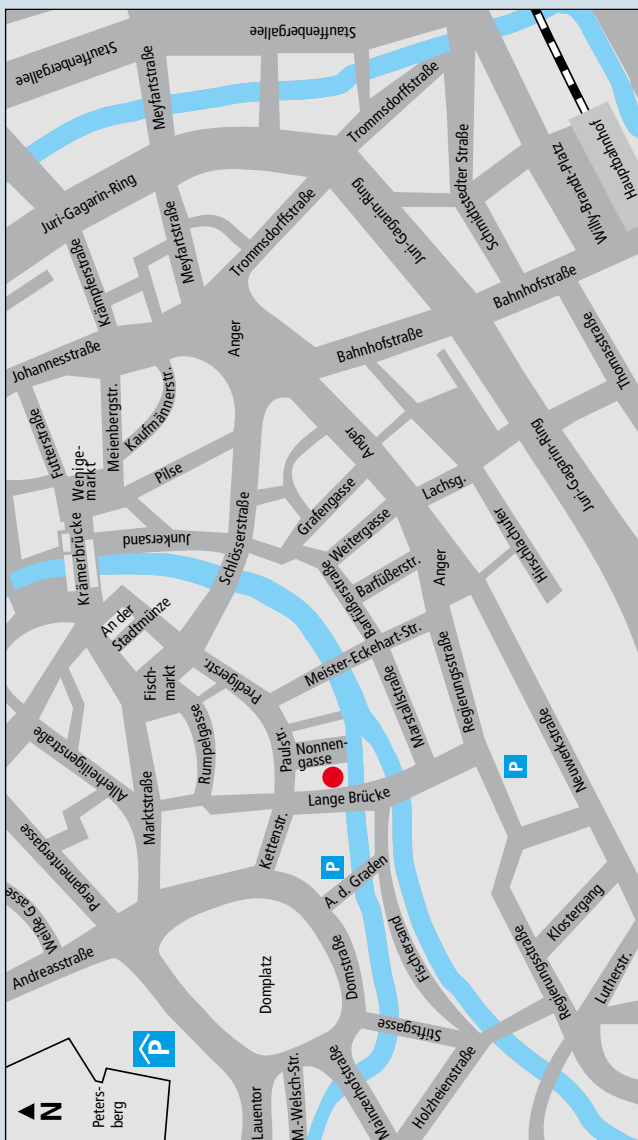 N
Peters-
berg
P
Andreasstraße
Weiße Gasse
Pergamentergasse
Allerheiligenstraße
Marktstraße
Fisch-
markt
An der
Stadtmünze
Krämerbrücke
Wenige-
markt
Futterstraße
Johannesstraße
Krämpferstraße
Juri-Gagarin-Ring
Stauffenbergallee
Stauffenbergallee
Meyfartstraße
Meyfartstraße
Meienbergstr.
Kaufmännerstr.
Pilse
Junkersand
Schlösserstraße
Anger
Trommsdorffstraße
Trommsdorffstraße
Juri-Gagarin-Ring
Schmidtstedter Straße
Willy-Brandt-Platz
Hauptbahnhof
Bahnhofstraße
Bahnhofstraße
Thomasstraße
Juri-Gagarin-Ring
Anger
Grafengasse
Weitergasse
Lachsg.
Hirschlachufer
Barfüßerstraße
Barfüßerstr.
Anger
Meister-Eckehart-Str.
Predigerstr.
Rumpelgasse
Paulstr.
Nonnen-
gasse
Lange Brücke
Kettenstr.
P
A. d. Graden
Marstallstraße
Regierungsstraße
P
Neuwerkstraße
Domplatz
Domstraße
Fischersand
Stiftsgasse
Lauentor
M.-Welsch-Str.
Mainzerhofstraße
Holzheienstraße
Regierungsstraße
Klostergang
Lutherstr.